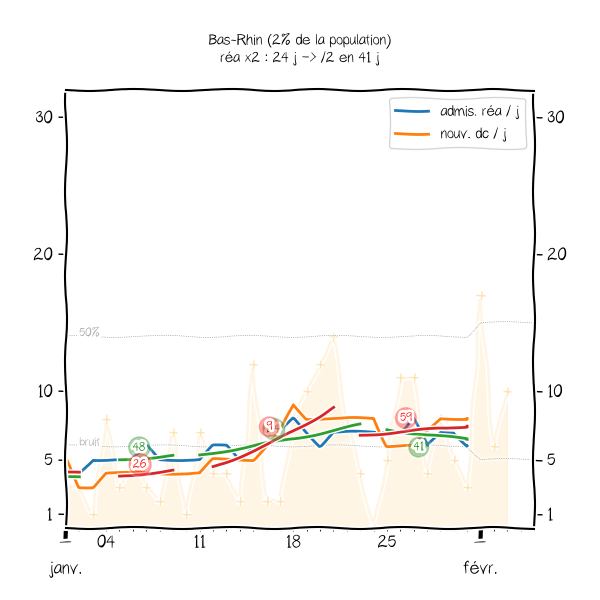 Bas-Rhin (2% de la population)
réa x2 : 24 j -> /2 en 41 j
admis. réa / j
nouv. dc / j
30
30
20
20
50%
10
10
59
bruit
48
41
5
5
26
1
1
04
11
18
25
janv.
févr.